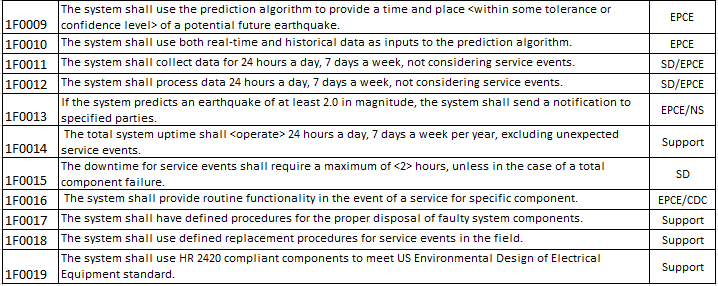 1F0009 The system shall use the prediction algorithm to provide a time and place <within some tolerance or
confidence level> of a potential future earthquake. EPCE
1F0010 The system shall use both real-time and historical data as inputs to the prediction algorithm. EPCE
1F0011 The system shall collect data for 24 hours a day, 7 days a week, not considering service events. SD/EPCE
1F0012 The system shall process data 24 hours a day, 7 days a week, not considering service events. SD/EPCE
1F0013 If the system predicts an earthquake of at least 2.0 in magnitude, the system shall send a notification to
specified parties. EPCE/NS
1F0014 The total system uptime shall <operate> 24 hours a day, 7 days a week per year, excluding unexpected
service events. Support
1F0015 The downtime for service events shall require a maximum of <2> hours, unless in the case of a total
component failure. SD
1F0016 The system shall provide routine functionality in the event of a service for specific component. EPCE/CDC
1F0017 The system shall have defined procedures for the proper disposal of faulty system components. Support
1F0018 The system shall use defined replacement procedures for service events in the field. Support
1F0019 The system shall use HR 2420 compliant components to meet US Environmental Design of Electrical
Equipment standard. Support